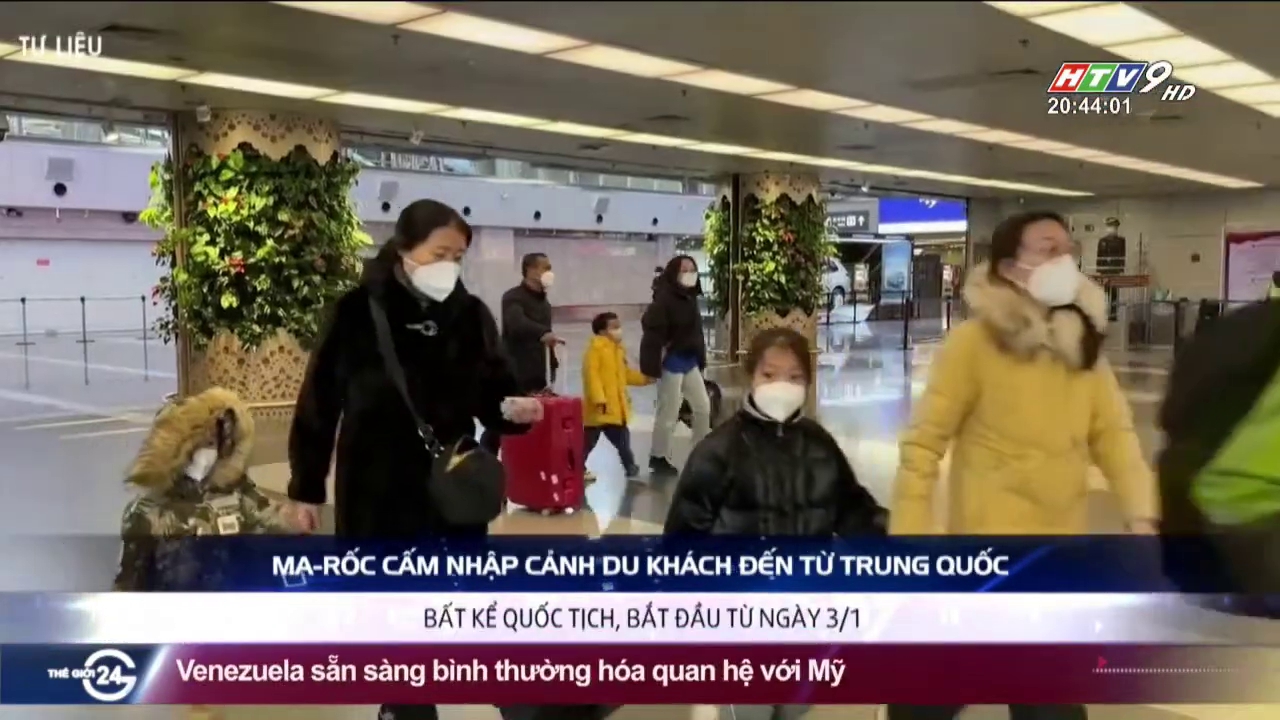 TƯ LIỆU
HTV9 HD
20:44:01
MA-RỐC CẤM NHẬP CẢNH DU KHÁCH ĐẾN TỪ TRUNG QUỐC
BẤT KỂ QUỐC TỊCH, BẮT ĐẦU TỪ NGÀY 3/1
THẾ GIỚI 24G
Venezuela sẵn sàng bình thường hóa quan hệ với Mỹ